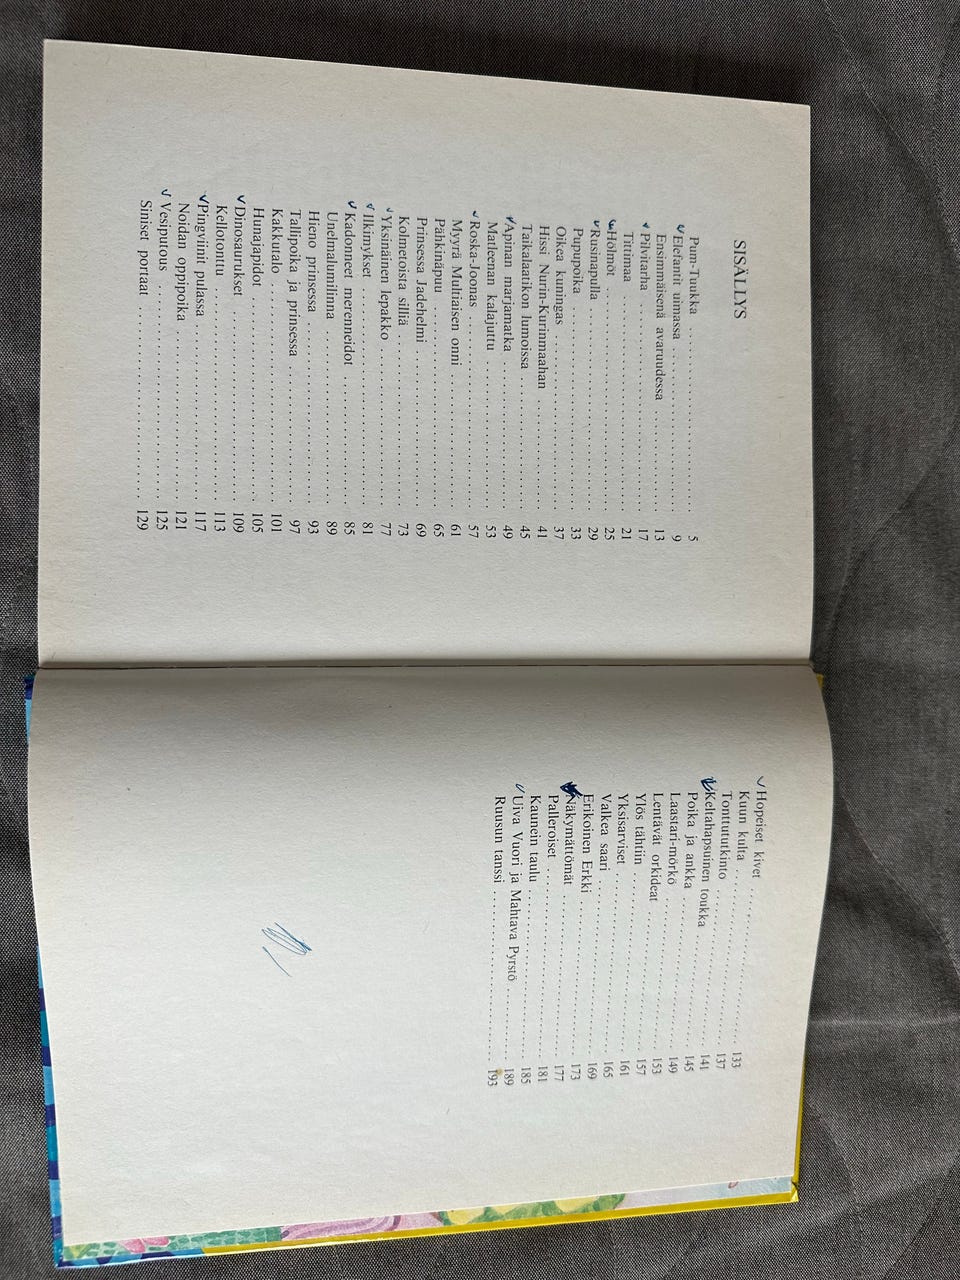 SISÄLLYS
Pum-Tuukka 5
Elefantit uimassa 9
Ensimmäisenä avaruudessa 13
Pilvitarha 17
Tittimaa 21
Hölmöt 25
Rusinapulla 29
Pupupoika 33
Oikea kuningas 37
Hissi Nurin-Kurinmaahan 41
Taikalaatikon lumoissa 45
Apinan marjamatka 49
Matleenan kalajuttu 53
Roska-Joonas 57
Myyrä Multiaisen onni 61
Pähkinäpuu 65
Prinsessa Jadehelmi 69
Kolmetoista silliä 73
Yksinäinen lepakko 77
Ilkimykset 81
Kadonneet merenneidot 85
Unelmalumilinna 89
Hieno prinsessa 93
Tallipoika ja prinsessa 97
Kakkutalo 101
Hunajapidot 105
Dinosaurukset 109
Kellotonttu 113
Pingviinit pulassa 117
Noidan oppipoika 121
Vesiputous 125
Siniset portaat 129
Hopeiset kivet 133
Kuun kulta 137
Tonttututkinto 141
Keltahapsuinen toukka 145
Poika ja ankka 149
Laastari-mörkö 153
Lentävät orkideat 157
Ylös tähtiin 161
Yksisarviset 165
Valkea saari 169
Erikoinen Erkki 173
Näkymättömät 177
Palleroiset 181
Kaunein taulu 185
Uiva Vuori ja Mahtava Pyrstö 189
Ruusun tanssi 193